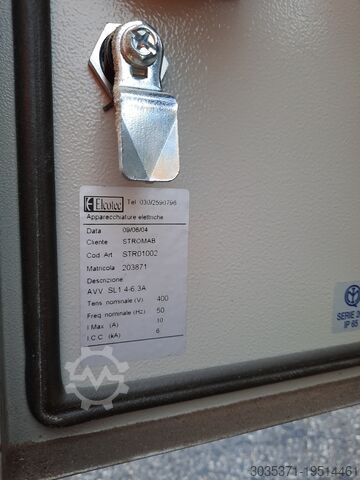 Elcotec Tel 030/2590796
Apparecchiature elettriche
Data 09/06/04
Cliente STROMAB
Cod Art STR01002
Matricola 203871
Descrizione
AVV. SL1 4-6.3A
Tens nominale (V) 400
Freq nominale (Hz) 50
I Max (A) 10
I.C.C (kA) 6
SERIE 2
IP 65
3035371-19514461